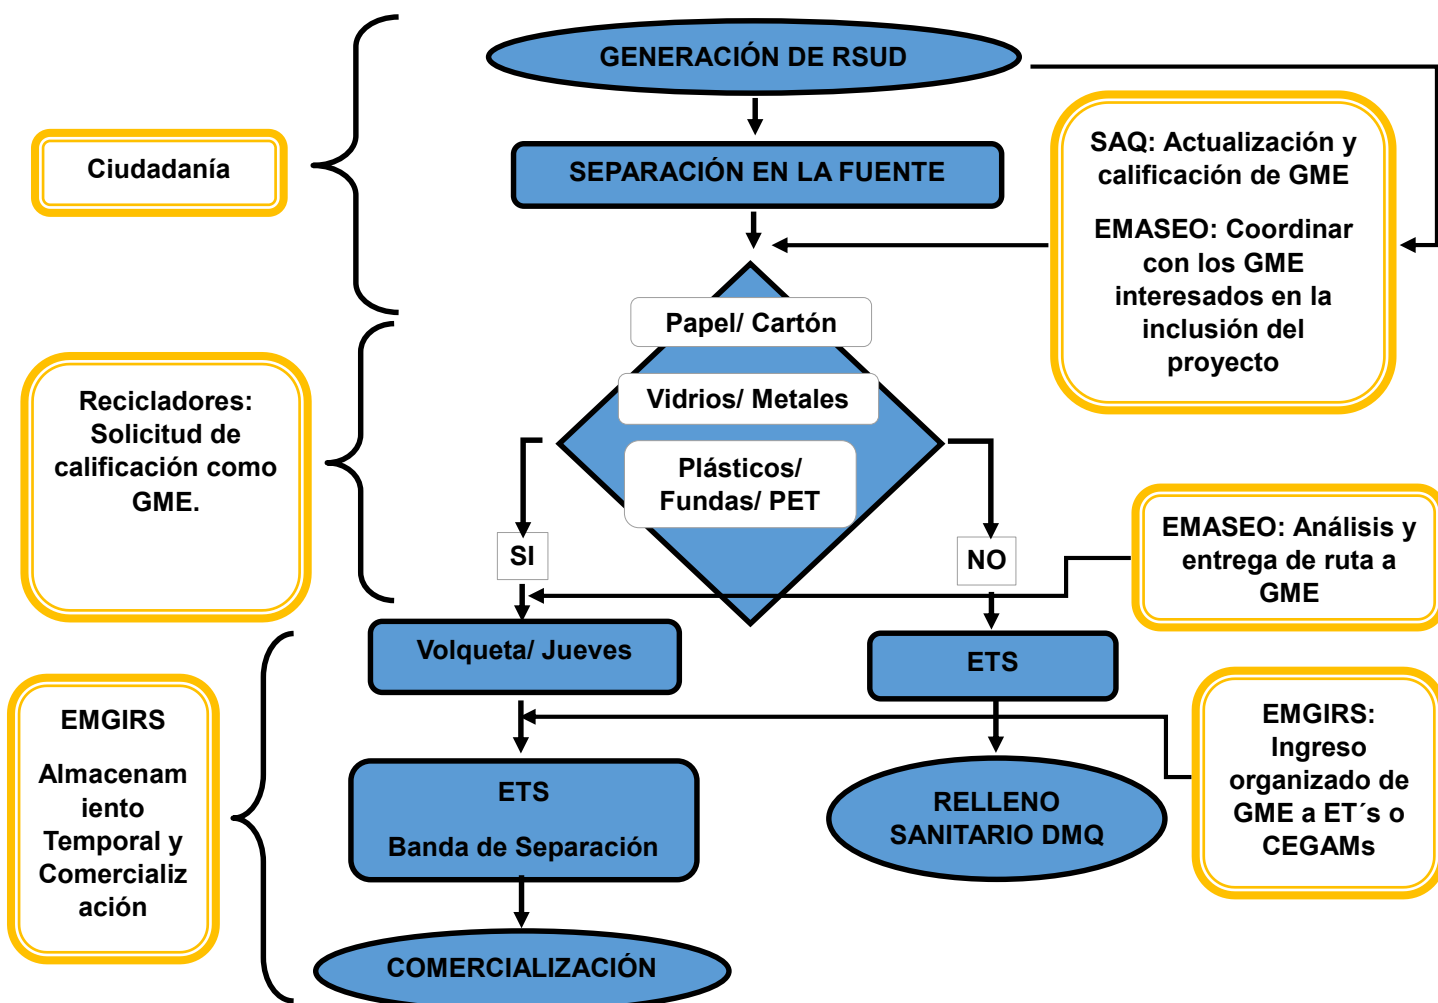 GENERACIÓN DE RSUD
Ciudadanía
SEPARACIÓN EN LA FUENTE
SAQ: Actualización y
calificación de GME
EMASEO: Coordinar
con los GME
interesados en la
inclusión del
proyecto
Papel/ Cartón
Vidrios/ Metales
Plásticos/
Fundas/ PET
Recicladores:
Solicitud de
calificación como
GME.
SI
NO
EMASEO: Análisis y
entrega de ruta a
GME
Volqueta/ Jueves
ETS
EMGIRS
Almacenam
iento
Temporal y
Comercializ
ación
ETS
Banda de Separación
RELLENO
SANITARIO DMQ
EMGIRS:
Ingreso
organizado de
GME a ET´s o
CEGAMs
COMERCIALIZACIÓN